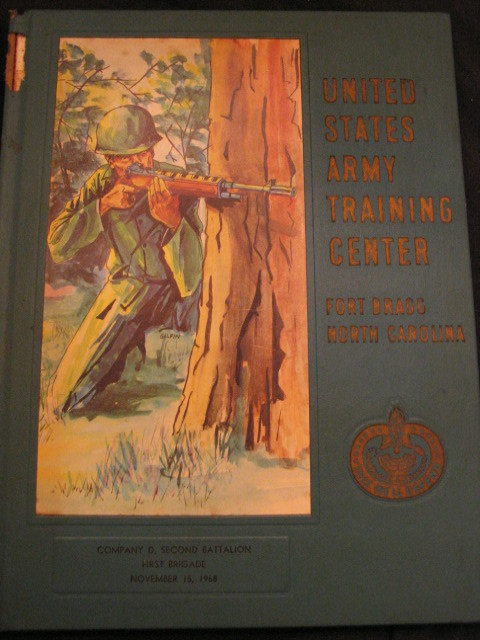 UNITED
STATES
ARMY
TRAINING
CENTER
FORT BRAGG
NORTH CAROLINA
COMPANY D, SECOND BATTALION
FIRST BRIGADE
NOVEMBER 15, 1968